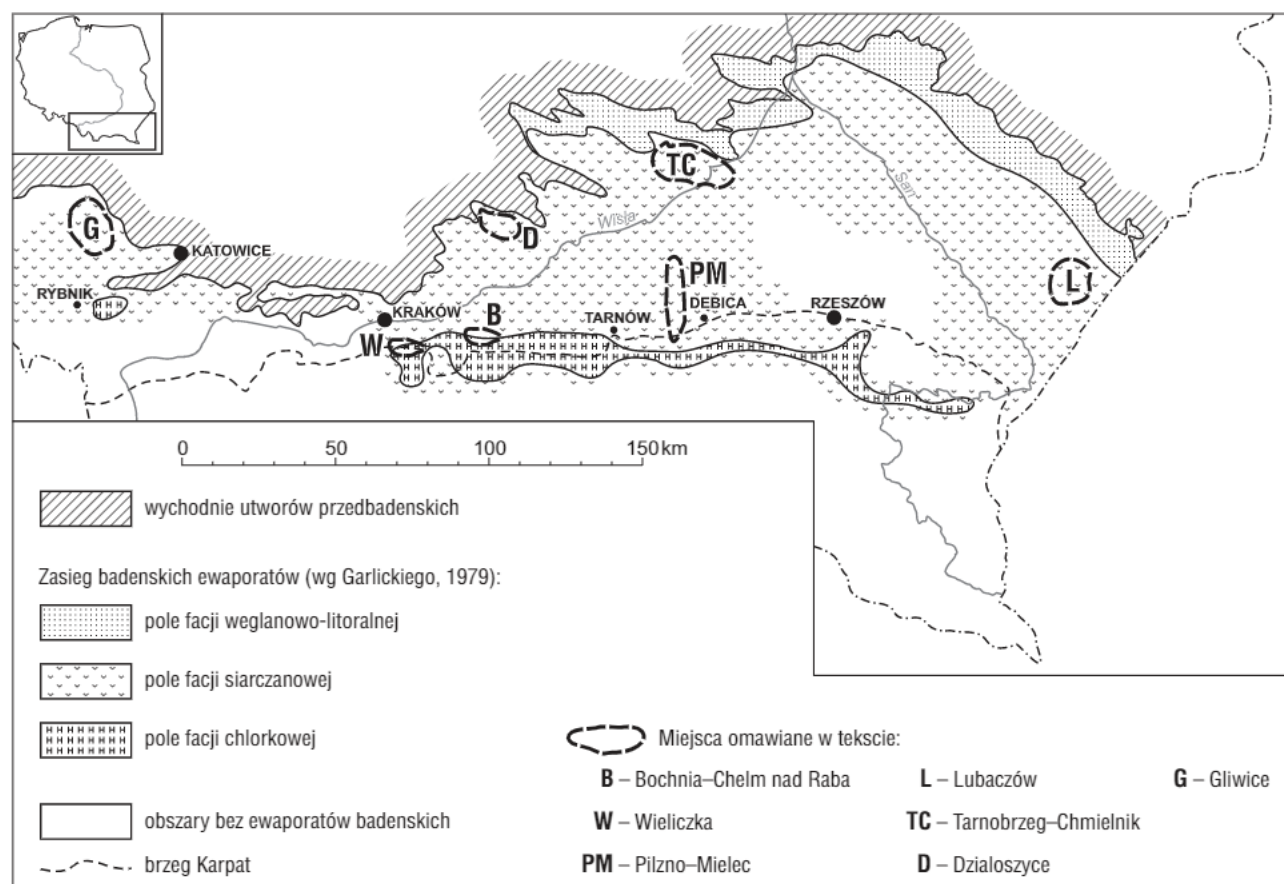 TC
San
G
KATOWICE
Wisła
D
L
PM
RYBNIK
DEBICA
RZESZÓW
KRAKÓW
B
TARNÓW
W
0 50 100 150 km
wychodnie utworów przedbadenskich
Zasieg badenskich ewaporatów (wg Garlickiego, 1979):
pole facji weglanowo-litoralnej
pole facji siarczanowej
pole facji chlorkowej
Miejsca omawiane w tekscie:
B – Bochnia–Chelm nad Raba
L – Lubaczów
G – Gliwice
obszary bez ewaporatów badenskich
W – Wieliczka
TC – Tarnobrzeg–Chmielnik
brzeg Karpat
PM – Pilzno–Mielec
D – Dzialoszyce